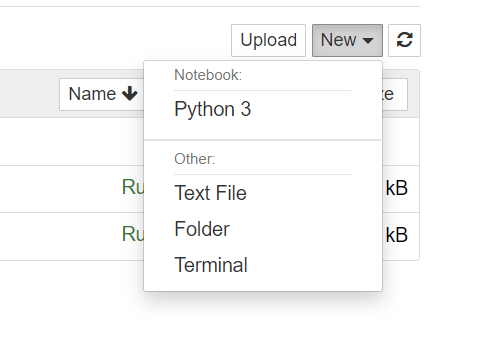 Upload New
Name
Notebook:
Python 3
Other:
Text File
Folder
Terminal
kB
kB